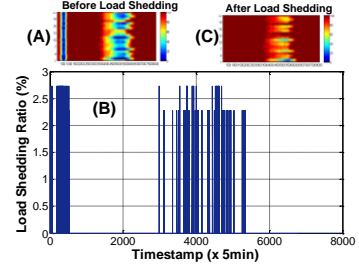 Before Load Shedding
After Load Shedding
(A)
(C)
(B)
Load Shedding Ratio (%)
3
2.5
2
1.5
1
0.5
0
0
2000
4000
6000
8000
Timestamp (x 5min)